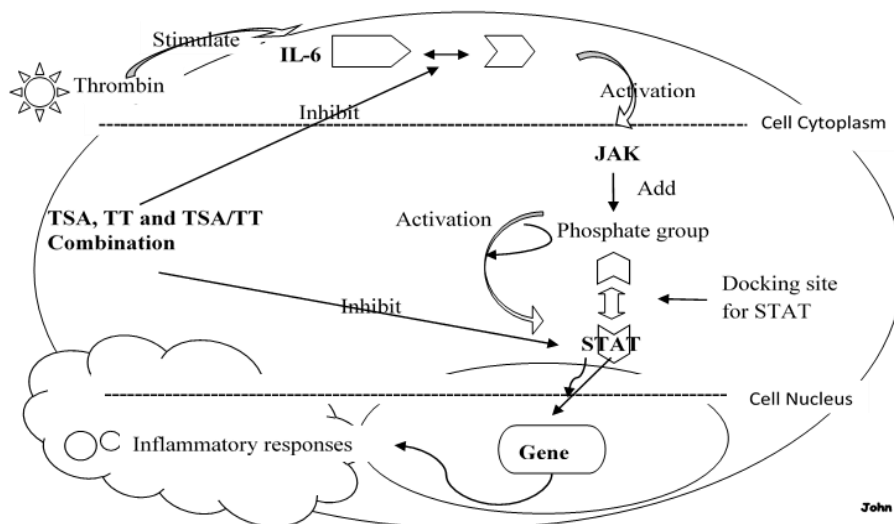 Stimulate
IL-6
Thrombin
Activation
Inhibit
Cell Cytoplasm
JAK
Add
TSA, TT and TSA/TT
Combination
Activation
Phosphate group
Docking site
for STAT
Inhibit
STAT
Cell Nucleus
Inflammatory responses
Gene
John